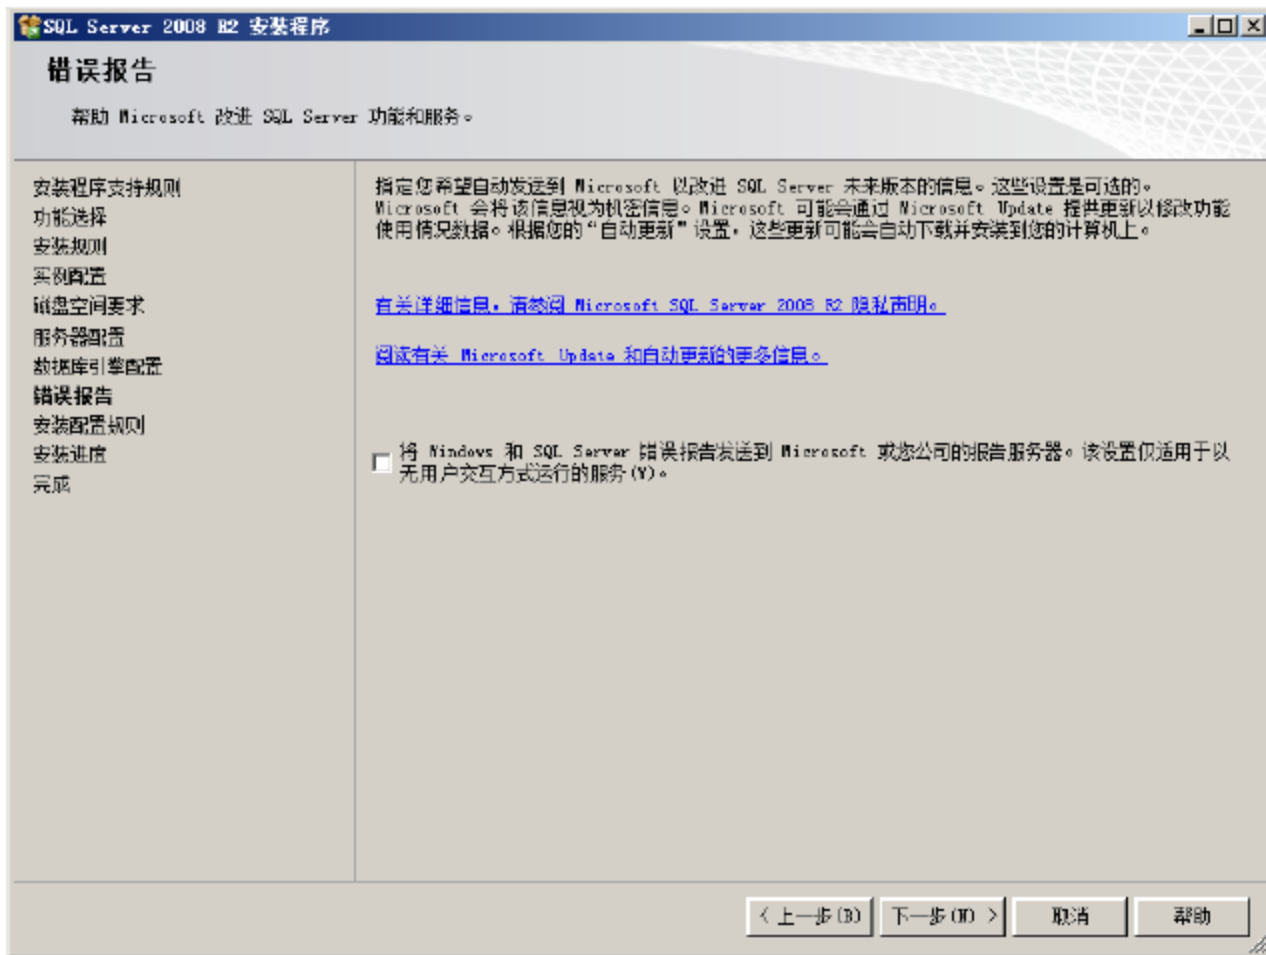 SQL Server 2008 R2 安装程序
错误报告
帮助 Microsoft 改进 SQL Server 功能和服务。
安装程序支持规则
功能选择
安装规则
实例配置
磁盘空间要求
服务器配置
数据库引擎配置
错误报告
安装配置规则
安装进度
完成
指定您希望自动发送到 Microsoft 以改进 SQL Server 未来版本的信息。这些设置是可选的。
Microsoft 会将该信息视为机密信息。Microsoft 可能会通过 Microsoft Update 提供更新以修改功能
使用情况数据。根据您的“自动更新”设置，这些更新可能会自动下载并安装到您的计算机上。
有关详细信息，请参阅 Microsoft SQL Server 2008 R2 隐私声明。
阅读有关 Microsoft Update 和自动更新的更多信息。
将 Windows 和 SQL Server 错误报告发送到 Microsoft 或您公司的报告服务器。该设置仅适用于以
无用户交互方式运行的服务(W)。
< 上一步(B)
下一步(N) >
取消
帮助